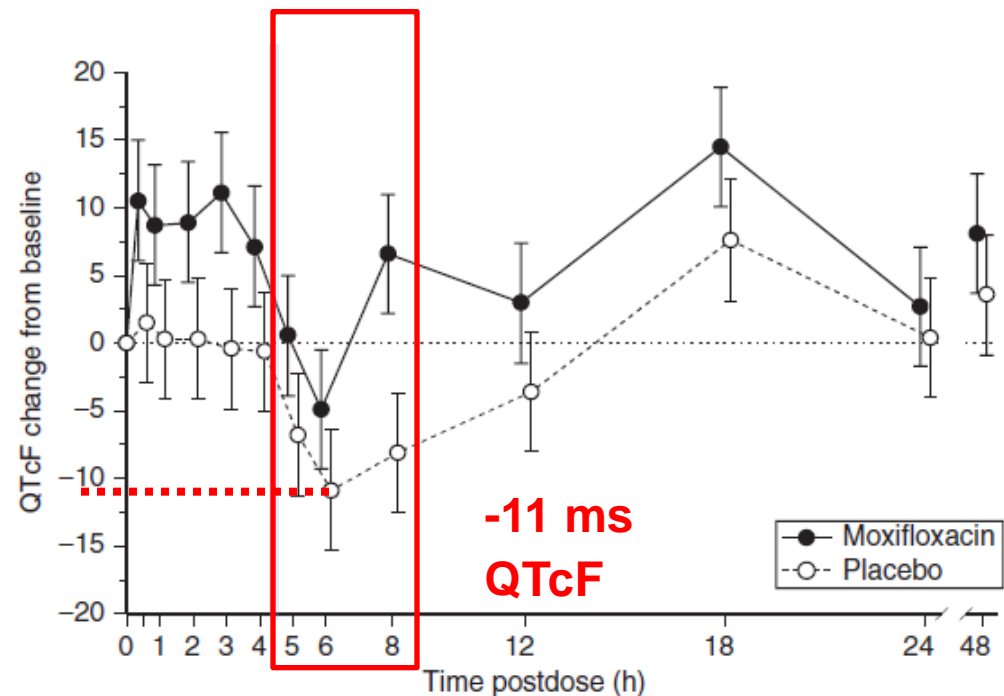 QTcF change from baseline
20
15
10
5
0
−5
−10
−15
−20
-11 ms
QTcF
Moxifloxacin
Placebo
0 1 2 3 4 5 6 8 12 18 24 48
Time postdose (h)